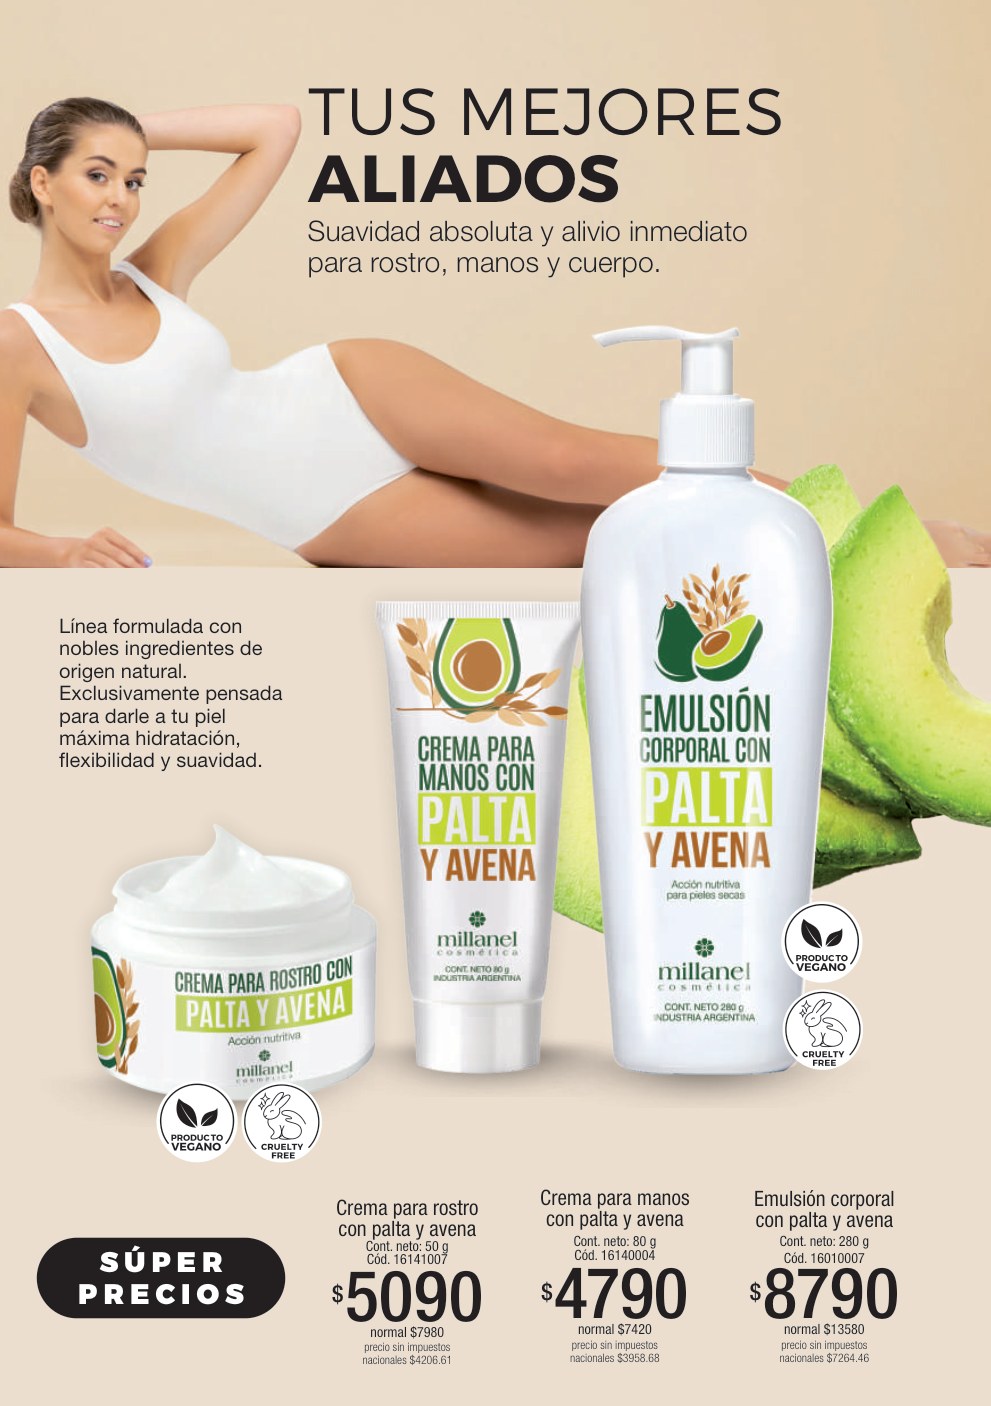 TUS MEJORES
ALIADOS
Suavidad absoluta y alivio inmediato
para rostro, manos y cuerpo.
Línea formulada con
nobles ingredientes de
origen natural.
Exclusivamente pensada
para darle a tu piel
máxima hidratación,
flexibilidad y suavidad.
CREMA PARA ROSTRO CON
PALTA Y AVENA
Acción nutritiva
millanel
cosmética
PRODUCTO
VEGANO
CRUELTY
FREE
CREMA PARA
MANOS CON
PALTA
Y AVENA
millanel
cosmética
CONT. NETO 80 g
INDUSTRIA ARGENTINA
EMULSIÓN
CORPORAL CON
PALTA
Y AVENA
Acción nutritiva
para pieles secas
millanel
cosmética
CONT. NETO 280 g
INDUSTRIA ARGENTINA
PRODUCTO
VEGANO
CRUELTY
FREE
SÚPER
PRECIOS
Crema para rostro
con palta y avena
Cont. neto: 50 g
Cód. 16141007
$5090
normal $7980
precio sin impuestos
nacionales $4206.61
Crema para manos
con palta y avena
Cont. neto: 80 g
Cód. 16140004
$4790
normal $7420
precio sin impuestos
nacionales $3958.68
Emulsión corporal
con palta y avena
Cont. neto: 280 g
Cód. 16010007
$8790
normal $13580
precio sin impuestos
nacionales $7264.46